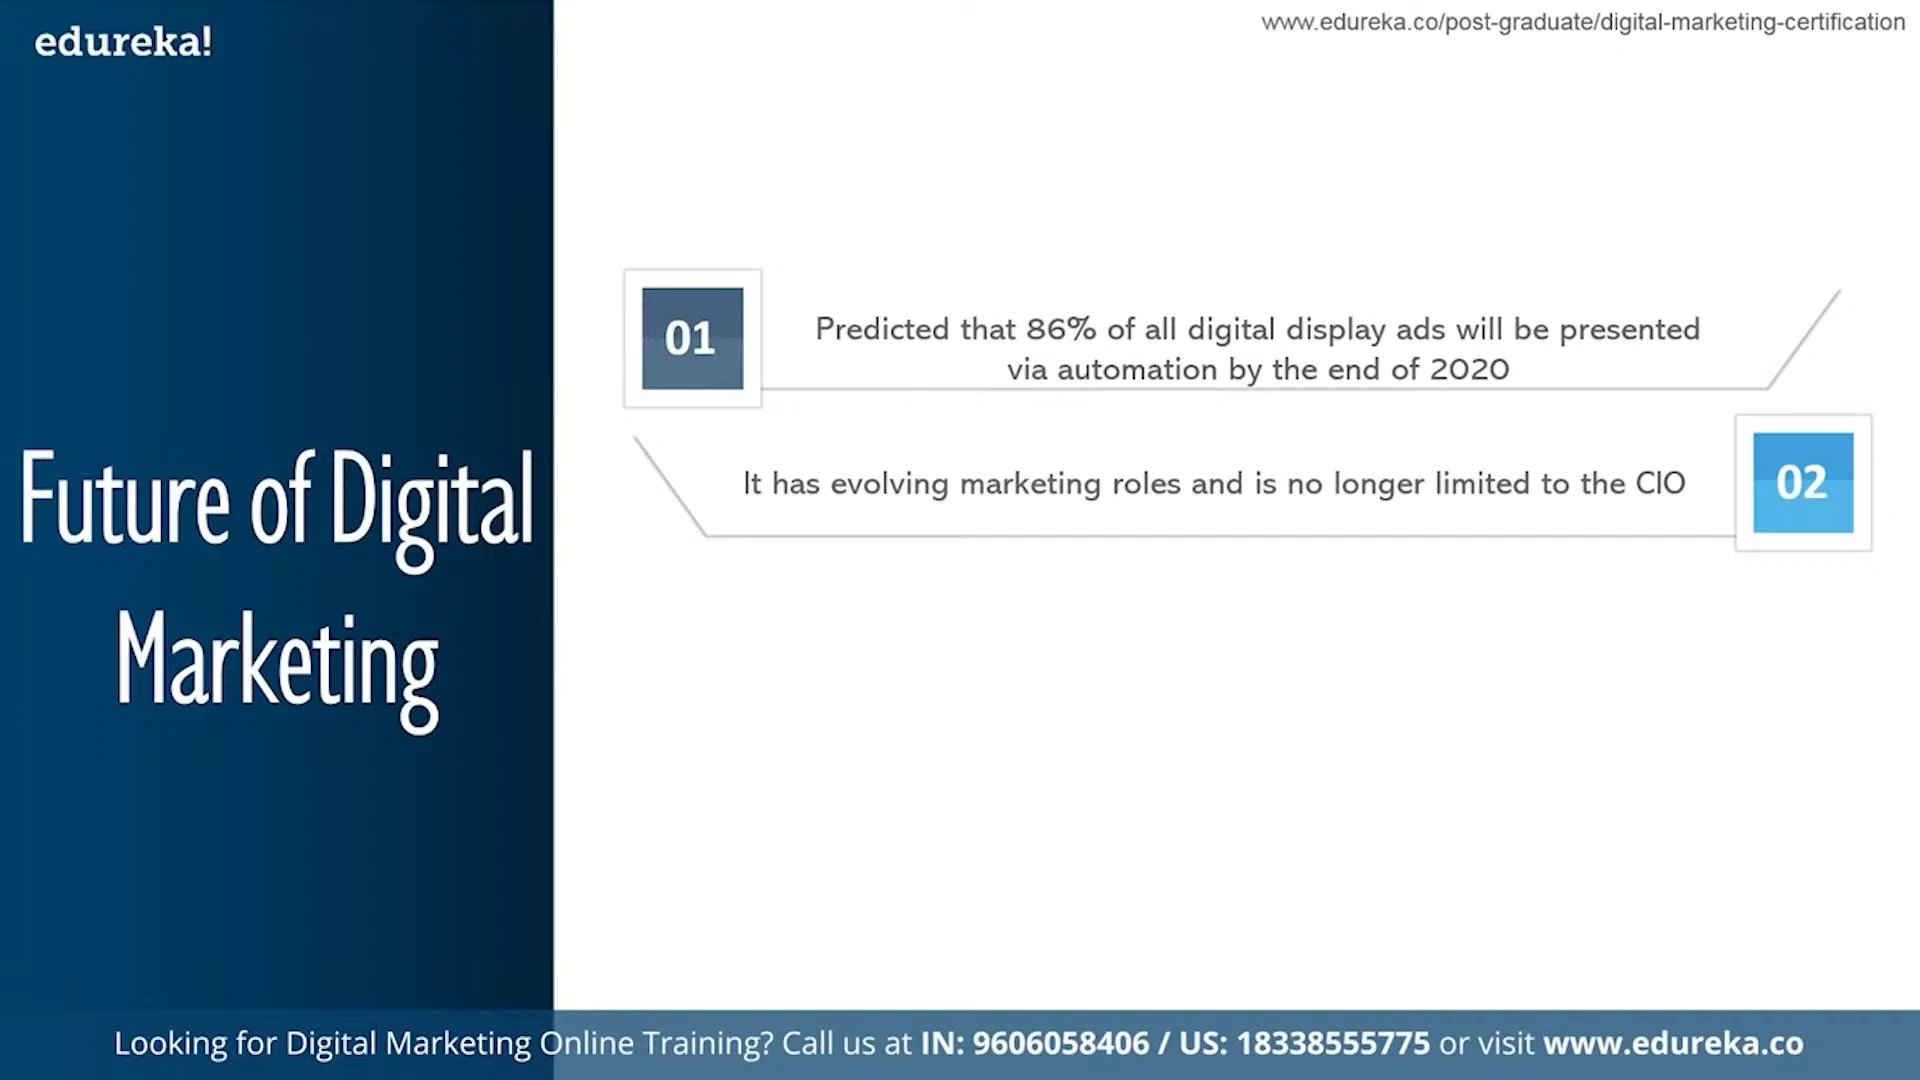 edureka!
www.edureka.co/post-graduate/digital-marketing-certification
Future of Digital
Marketing
01
Predicted that 86% of all digital display ads will be presented
via automation by the end of 2020
It has evolving marketing roles and is no longer limited to the CIO
02
Looking for Digital Marketing Online Training? Call us at IN: 9606058406 / US: 18338555775 or visit www.edureka.co